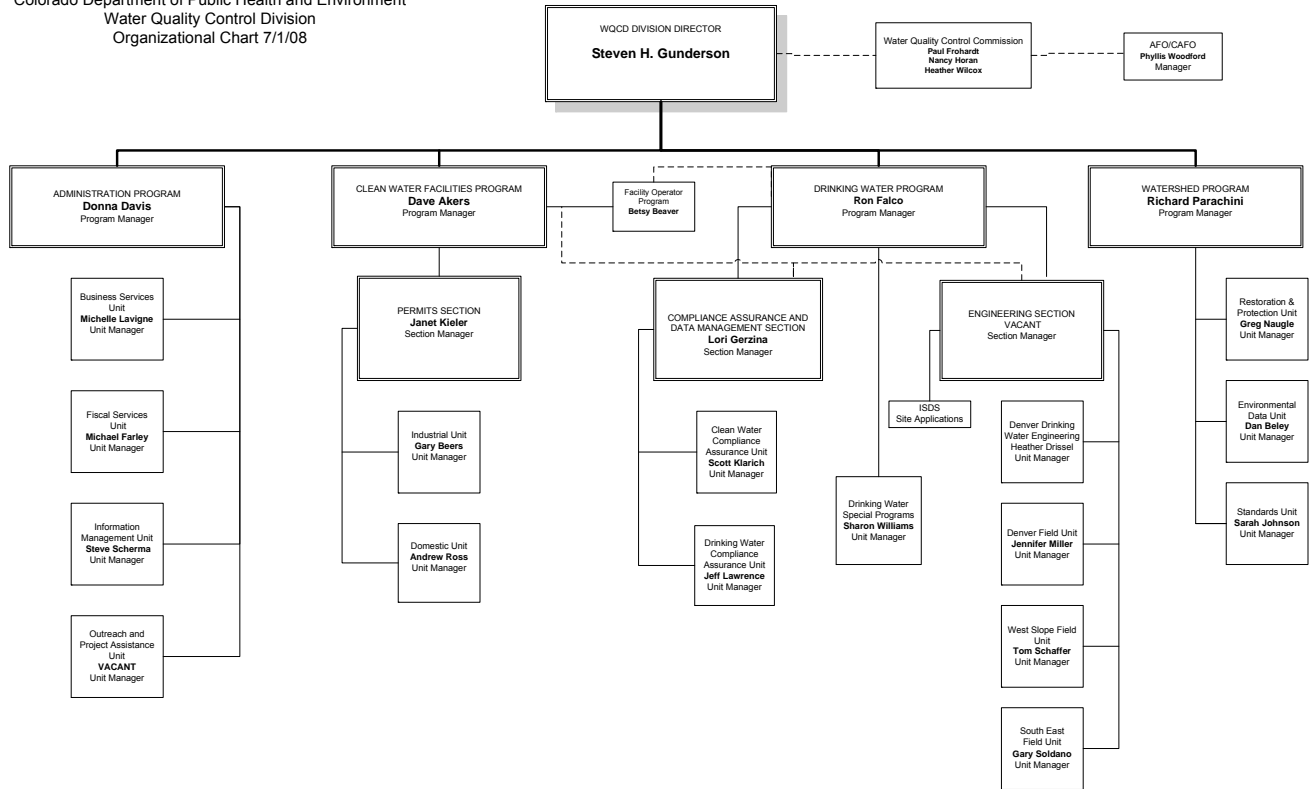 Colorado Department of Public Health and Environment
Water Quality Control Division
Organizational Chart 7/1/08
WQCD DIVISION DIRECTOR
Steven H. Gunderson
Water Quality Control Commission
Paul Frohardt
Nancy Horan
Heather Wilcox
AFO/CAFO
Phyllis Woodford
Manager
ADMINISTRATION PROGRAM
Donna Davis
Program Manager
CLEAN WATER FACILITIES PROGRAM
Dave Akers
Program Manager
Facility Operator
Program
Betsy Beaver
DRINKING WATER PROGRAM
Ron Falco
Program Manager
WATERSHED PROGRAM
Richard Parachini
Program Manager
Business Services
Unit
Michelle Lavigne
Unit Manager
Fiscal Services
Unit
Michael Farley
Unit Manager
Information
Management Unit
Steve Scherma
Unit Manager
Outreach and
Project Assistance
Unit
VACANT
Unit Manager
PERMITS SECTION
Janet Kieler
Section Manager
Industrial Unit
Gary Beers
Unit Manager
Domestic Unit
Andrew Ross
Unit Manager
COMPLIANCE ASSURANCE AND
DATA MANAGEMENT SECTION
Lori Gerzina
Section Manager
Clean Water
Compliance
Assurance Unit
Scott Klarich
Unit Manager
Drinking Water
Compliance
Assurance Unit
Jeff Lawrence
Unit Manager
Drinking Water
Special Programs
Sharon Williams
Unit Manager
ENGINEERING SECTION
VACANT
Section Manager
ISDS
Site Applications
Denver Drinking
Water Engineering
Heather Drissel
Unit Manager
Denver Field Unit
Jennifer Miller
Unit Manager
West Slope Field
Unit
Tom Schaffer
Unit Manager
South East
Field Unit
Gary Soldano
Unit Manager
Restoration &
Protection Unit
Greg Naugle
Unit Manager
Environmental
Data Unit
Dan Beley
Unit Manager
Standards Unit
Sarah Johnson
Unit Manager